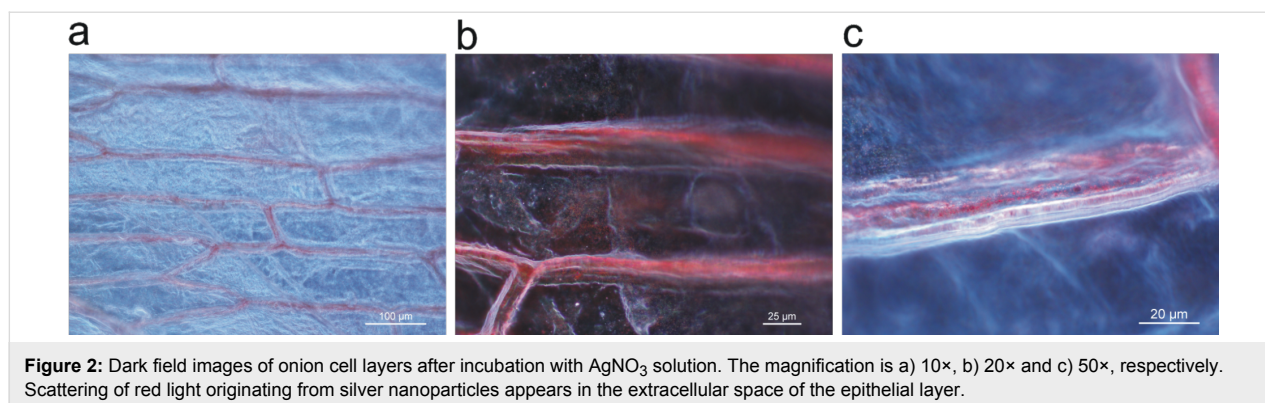 a b c
100 µm 25 µm 20 µm
Figure 2: Dark field images of onion cell layers after incubation with AgNO₃ solution. The magnification is a) 10×, b) 20× and c) 50×, respectively.
Scattering of red light originating from silver nanoparticles appears in the extracellular space of the epithelial layer.